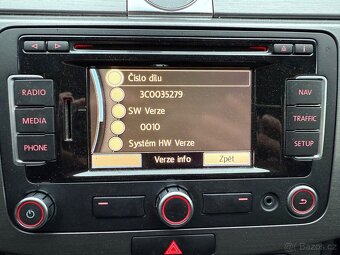 RADIO
MEDIA
PHONE
Číslo dílu
3C0035279
SW Verze
0010
Systém HW Verze
Verze info
Zpět
NAV
TRAFFIC
SETUP